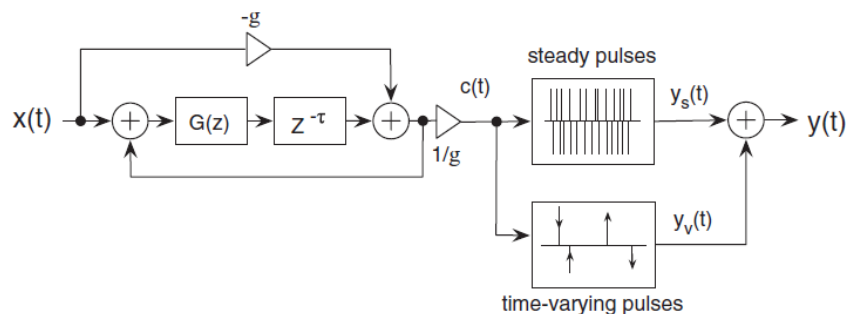 -g
steady pulses
c(t)
x(t)
+
G(z)
Z^-τ
+
1/g
y_s(t)
+
y(t)
y_v(t)
time-varying pulses